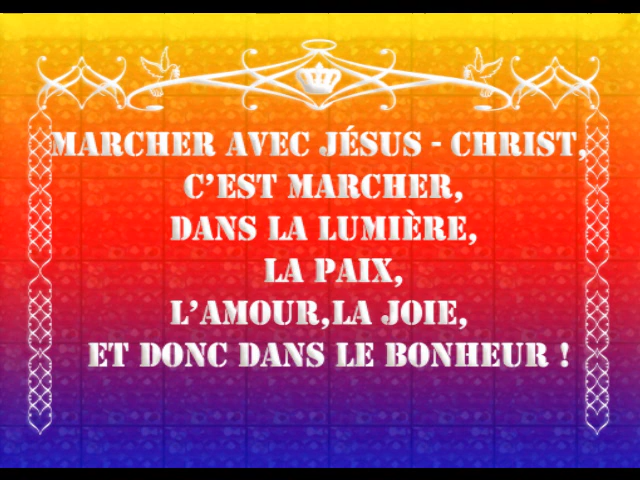 MARCHER AVEC JÉSUS - CHRIST,
C'EST MARCHER,
DANS LA LUMIÈRE,
LA PAIX,
L'AMOUR,LA JOIE,
ET DONC DANS LE BONHEUR !